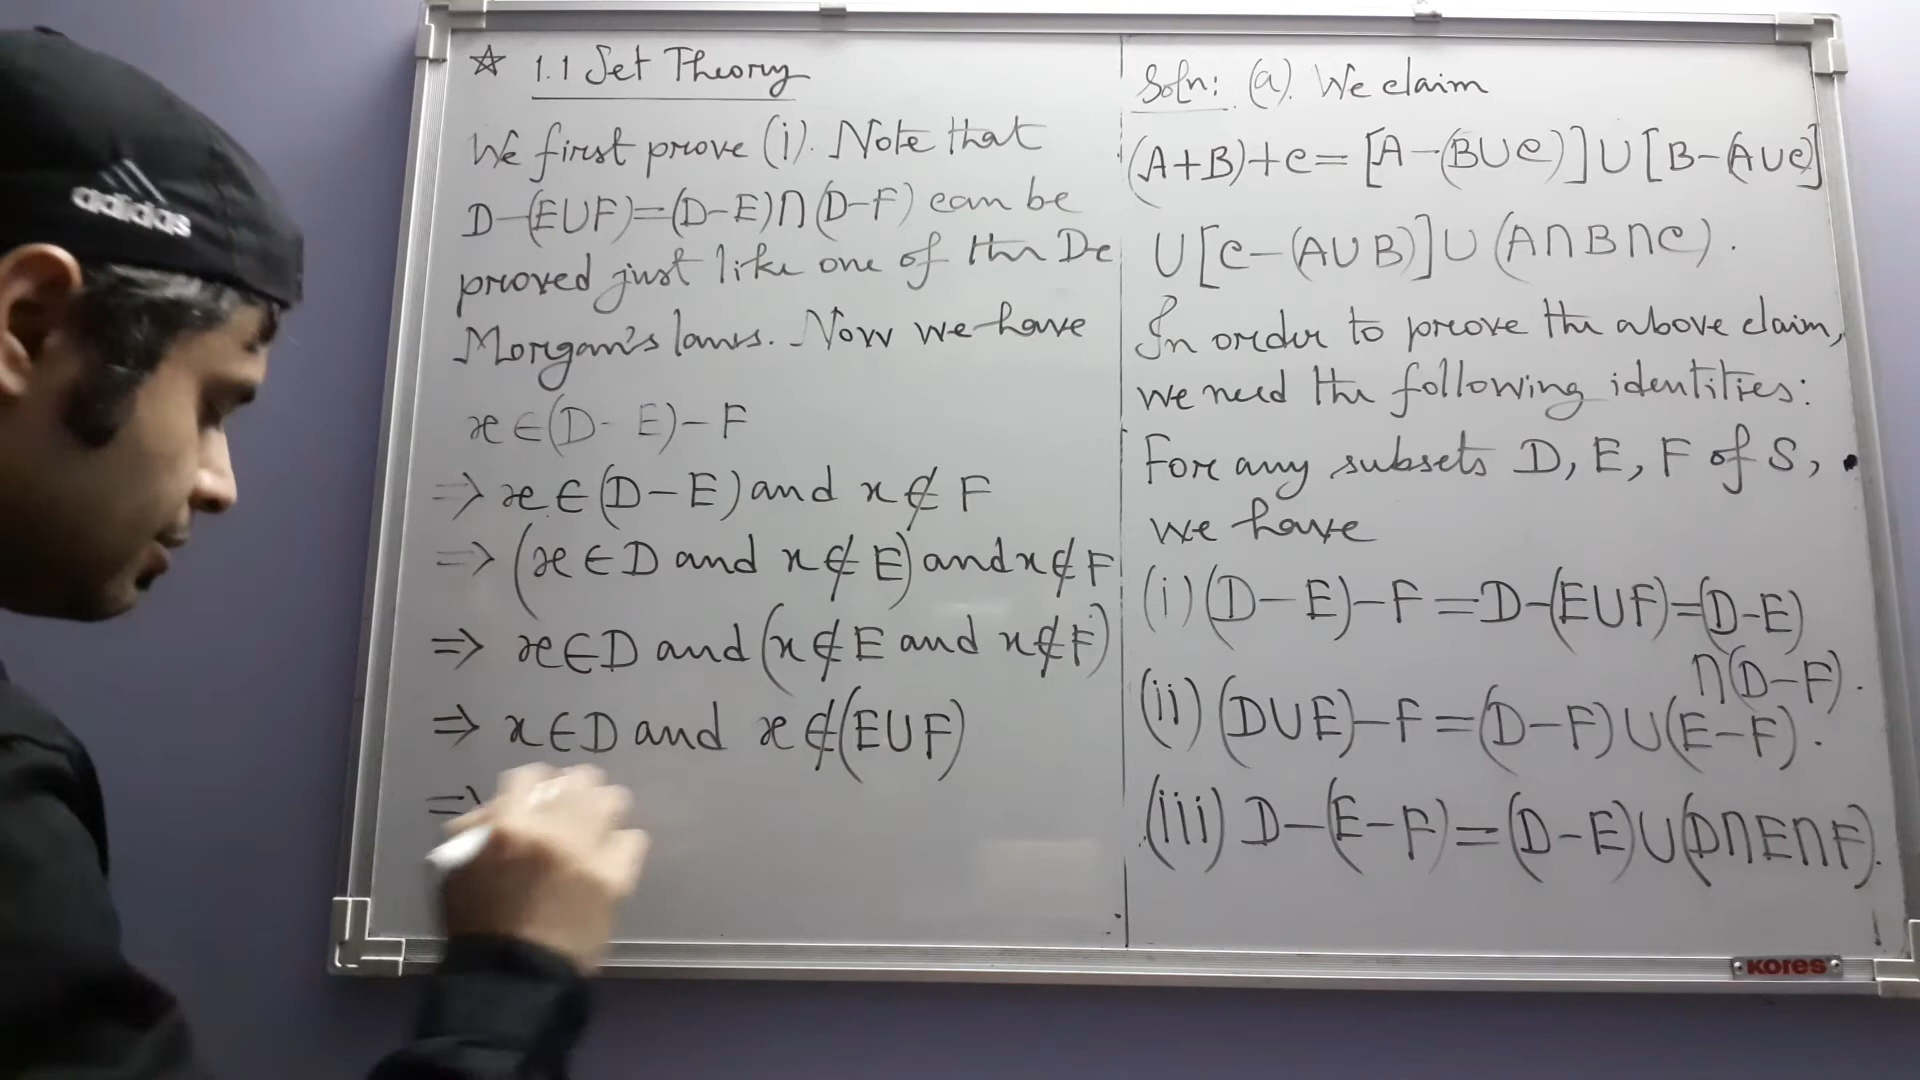 adidas
☆ 1.1 Set Theory
We first prove (i). Note that
D-(E∪F)=(D-E)∩(D-F) can be
proved just like one of the De
Morgan's laws. Now we have
x∈(D-E)-F
⇒ x∈(D-E) and x∉F
⇒ (x∈D and x∉E) and x∉F
⇒ x∈D and (x∉E and x∉F)
⇒ x∈D and x∉(E∪F)
⇒
Soln: (a). We claim
(A+B)+C=[A-(B∪C)]∪[B-(A∪C)]
∪[C-(A∪B)]∪(A∩B∩C).
In order to prove the above claim,
we need the following identities:
For any subsets D, E, F of S,
we have
(i) (D-E)-F=D-(E∪F)=(D-E)
∩(D-F).
(ii) (D∪E)-F=(D-F)∪(E-F).
(iii) D-(E-F)=(D-E)∪(D∩E∩F).
KORES